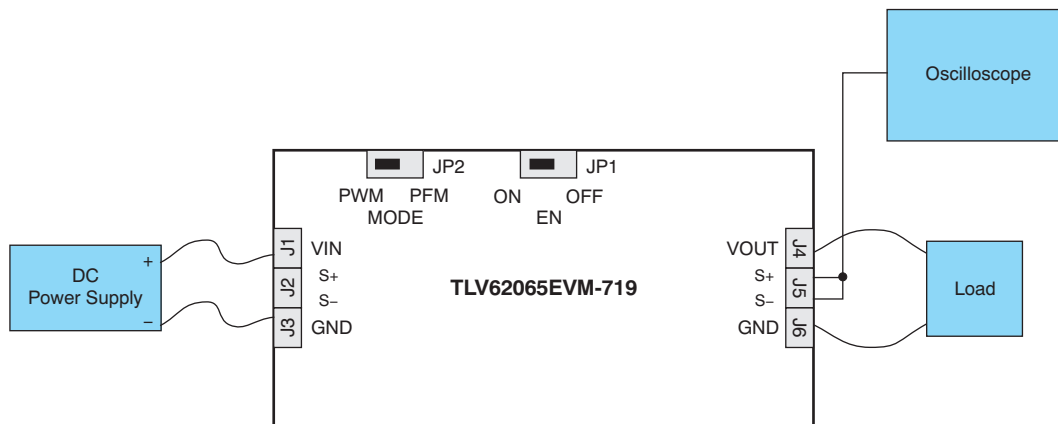 Oscilloscope
JP2
JP1
PWM PFM
MODE
ON OFF
EN
DC
Power Supply
+
−
J1
VIN
J2
S+
S−
J3
GND
TLV62065EVM-719
VOUT
J4
S+
S−
J5
GND
J6
Load